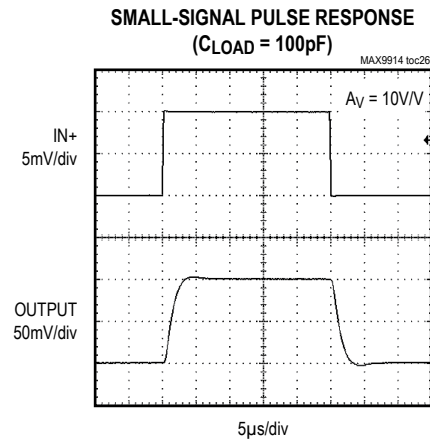 SMALL-SIGNAL PULSE RESPONSE
(CLOAD = 100pF)
MAX9914 toc26
AV = 10V/V
IN+
5mV/div
OUTPUT
50mV/div
5µs/div